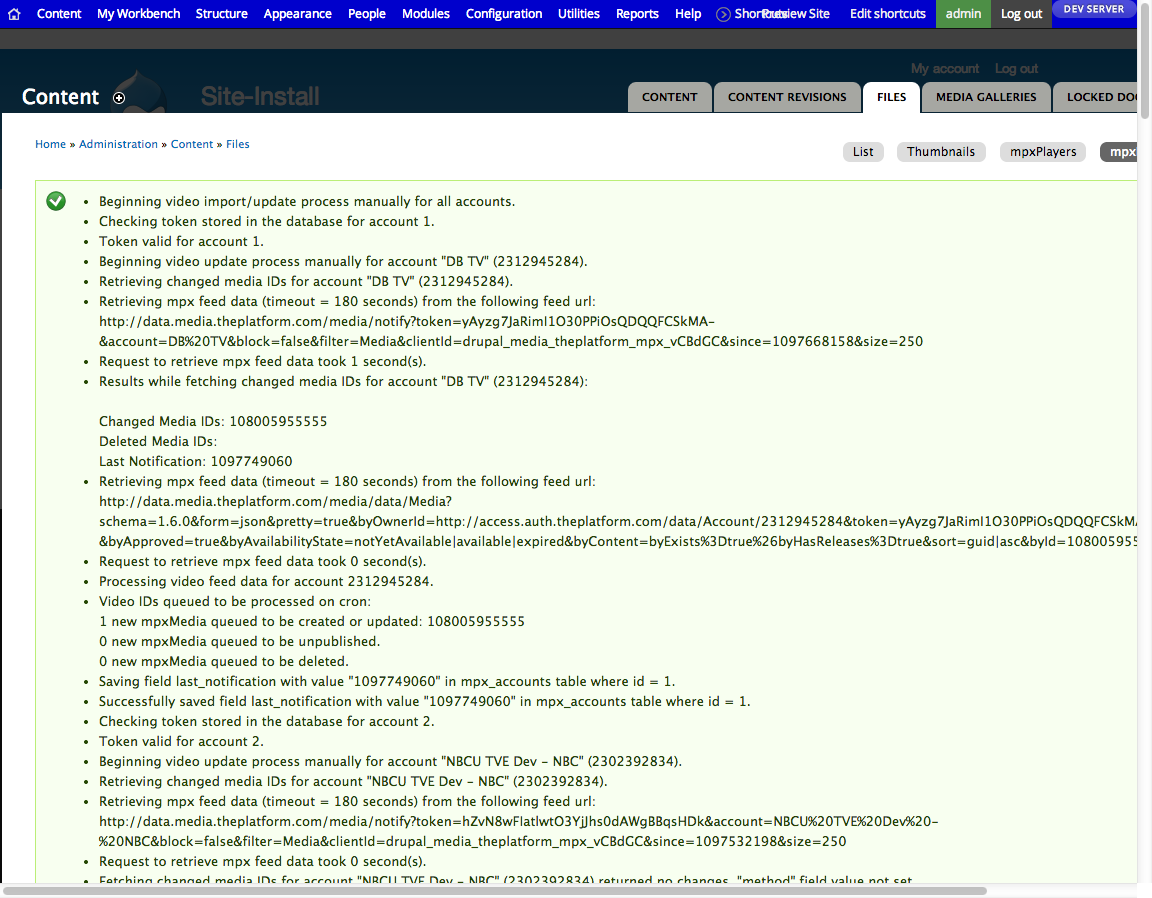 Content My Workbench Structure Appearance People Modules Configuration Utilities Reports Help Shortcuts Preview Site Edit shortcuts admin Log out DEV SERVER
My account Log out
Content Site-Install
CONTENT CONTENT REVISIONS FILES MEDIA GALLERIES LOCKED DO
Home » Administration » Content » Files
List Thumbnails mpxPlayers mpx
Beginning video import/update process manually for all accounts.
Checking token stored in the database for account 1.
Token valid for account 1.
Beginning video update process manually for account "DB TV" (2312945284).
Retrieving changed media IDs for account "DB TV" (2312945284).
Retrieving mpx feed data (timeout = 180 seconds) from the following feed url:
http://data.media.theplatform.com/media/notify?token=yAyzg7JaRimI1O30PPiOsQDQQFCSkMA-
&account=DB%20TV&block=false&filter=Media&clientId=drupal_media_theplatform_mpx_vCBdGC&since=1097668158&size=250
Request to retrieve mpx feed data took 1 second(s).
Results while fetching changed media IDs for account "DB TV" (2312945284):
Changed Media IDs: 108005955555
Deleted Media IDs:
Last Notification: 1097749060
Retrieving mpx feed data (timeout = 180 seconds) from the following feed url:
http://data.media.theplatform.com/media/data/Media?
schema=1.6.0&form=json&pretty=true&byOwnerId=http://access.auth.theplatform.com/data/Account/2312945284&token=yAyzg7JaRimI1O30PPiOsQDQQFCSkMA
&byApproved=true&byAvailabilityState=notYetAvailable|available|expired&byContent=byExists%3Dtrue%26byHasReleases%3Dtrue&sort=guid|asc&byId=108005955
Request to retrieve mpx feed data took 0 second(s).
Processing video feed data for account 2312945284.
Video IDs queued to be processed on cron:
1 new mpxMedia queued to be created or updated: 108005955555
0 new mpxMedia queued to be unpublished.
0 new mpxMedia queued to be deleted.
Saving field last_notification with value "1097749060" in mpx_accounts table where id = 1.
Successfully saved field last_notification with value "1097749060" in mpx_accounts table where id = 1.
Checking token stored in the database for account 2.
Token valid for account 2.
Beginning video update process manually for account "NBCU TVE Dev - NBC" (2302392834).
Retrieving changed media IDs for account "NBCU TVE Dev - NBC" (2302392834).
Retrieving mpx feed data (timeout = 180 seconds) from the following feed url:
http://data.media.theplatform.com/media/notify?token=hZvN8wFIatlwtO3YjJhs0dAWgBBqsHDk&account=NBCU%20TVE%20Dev%20-
%20NBC&block=false&filter=Media&clientId=drupal_media_theplatform_mpx_vCBdGC&since=1097532198&size=250
Request to retrieve mpx feed data took 0 second(s).
Fetching changed media IDs for account "NBCU TVE Dev - NBC" (2302392834) returned no changes. "method" field value not set.